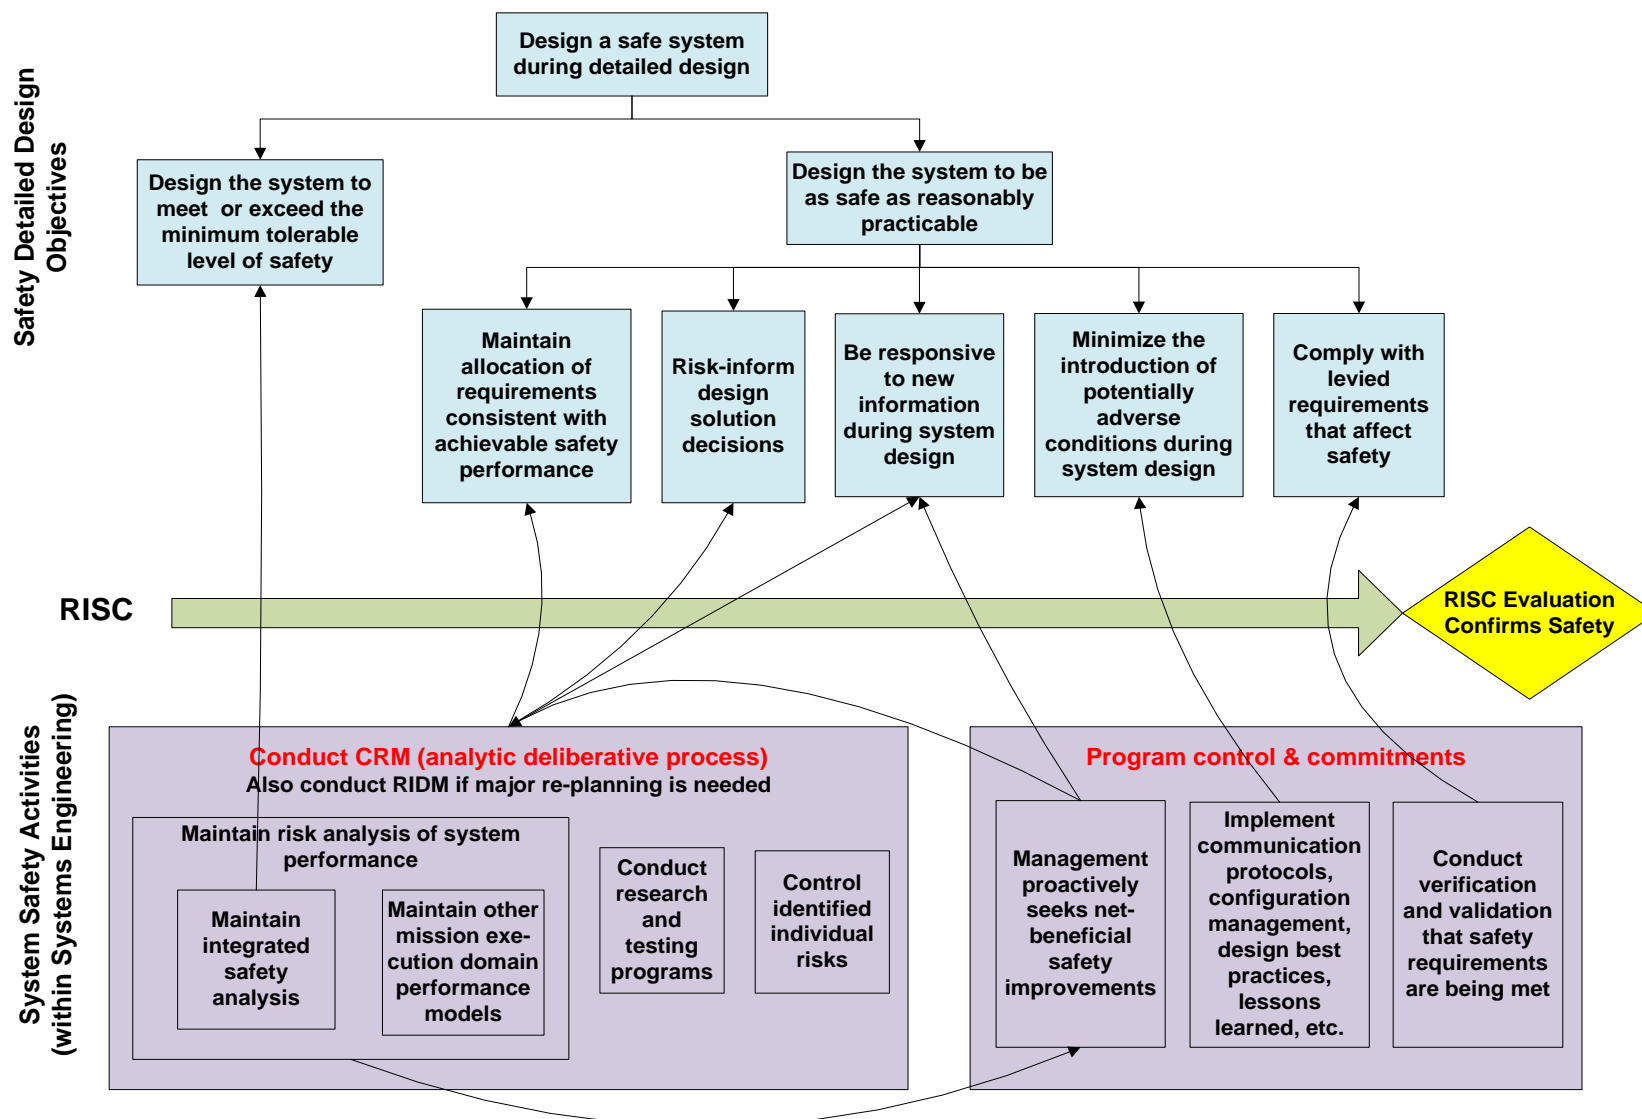 Safety Detailed Design
Objectives
Design a safe system
during detailed design
Design the system to
meet  or exceed the
minimum tolerable
level of safety
Design the system to be
as safe as reasonably
practicable
Maintain
allocation of
requirements
consistent with
achievable safety
performance
Risk-inform
design
solution
decisions
Be responsive
to new
information
during system
design
Minimize the
introduction of
potentially
adverse
conditions during
system design
Comply with
levied
requirements
that affect
safety
RISC
RISC Evaluation
Confirms Safety
System Safety Activities
(within Systems Engineering)
Conduct CRM (analytic deliberative process)
Also conduct RIDM if major re-planning is needed
Maintain risk analysis of system
performance
Maintain
integrated
safety
analysis
Maintain other
mission exe-
cution domain
performance
models
Conduct
research
and
testing
programs
Control
identified
individual
risks
Program control & commitments
Management
proactively
seeks net-
beneficial
safety
improvements
Implement
communication
protocols,
configuration
management,
design best
practices,
lessons
learned, etc.
Conduct
verification
and validation
that safety
requirements
are being met